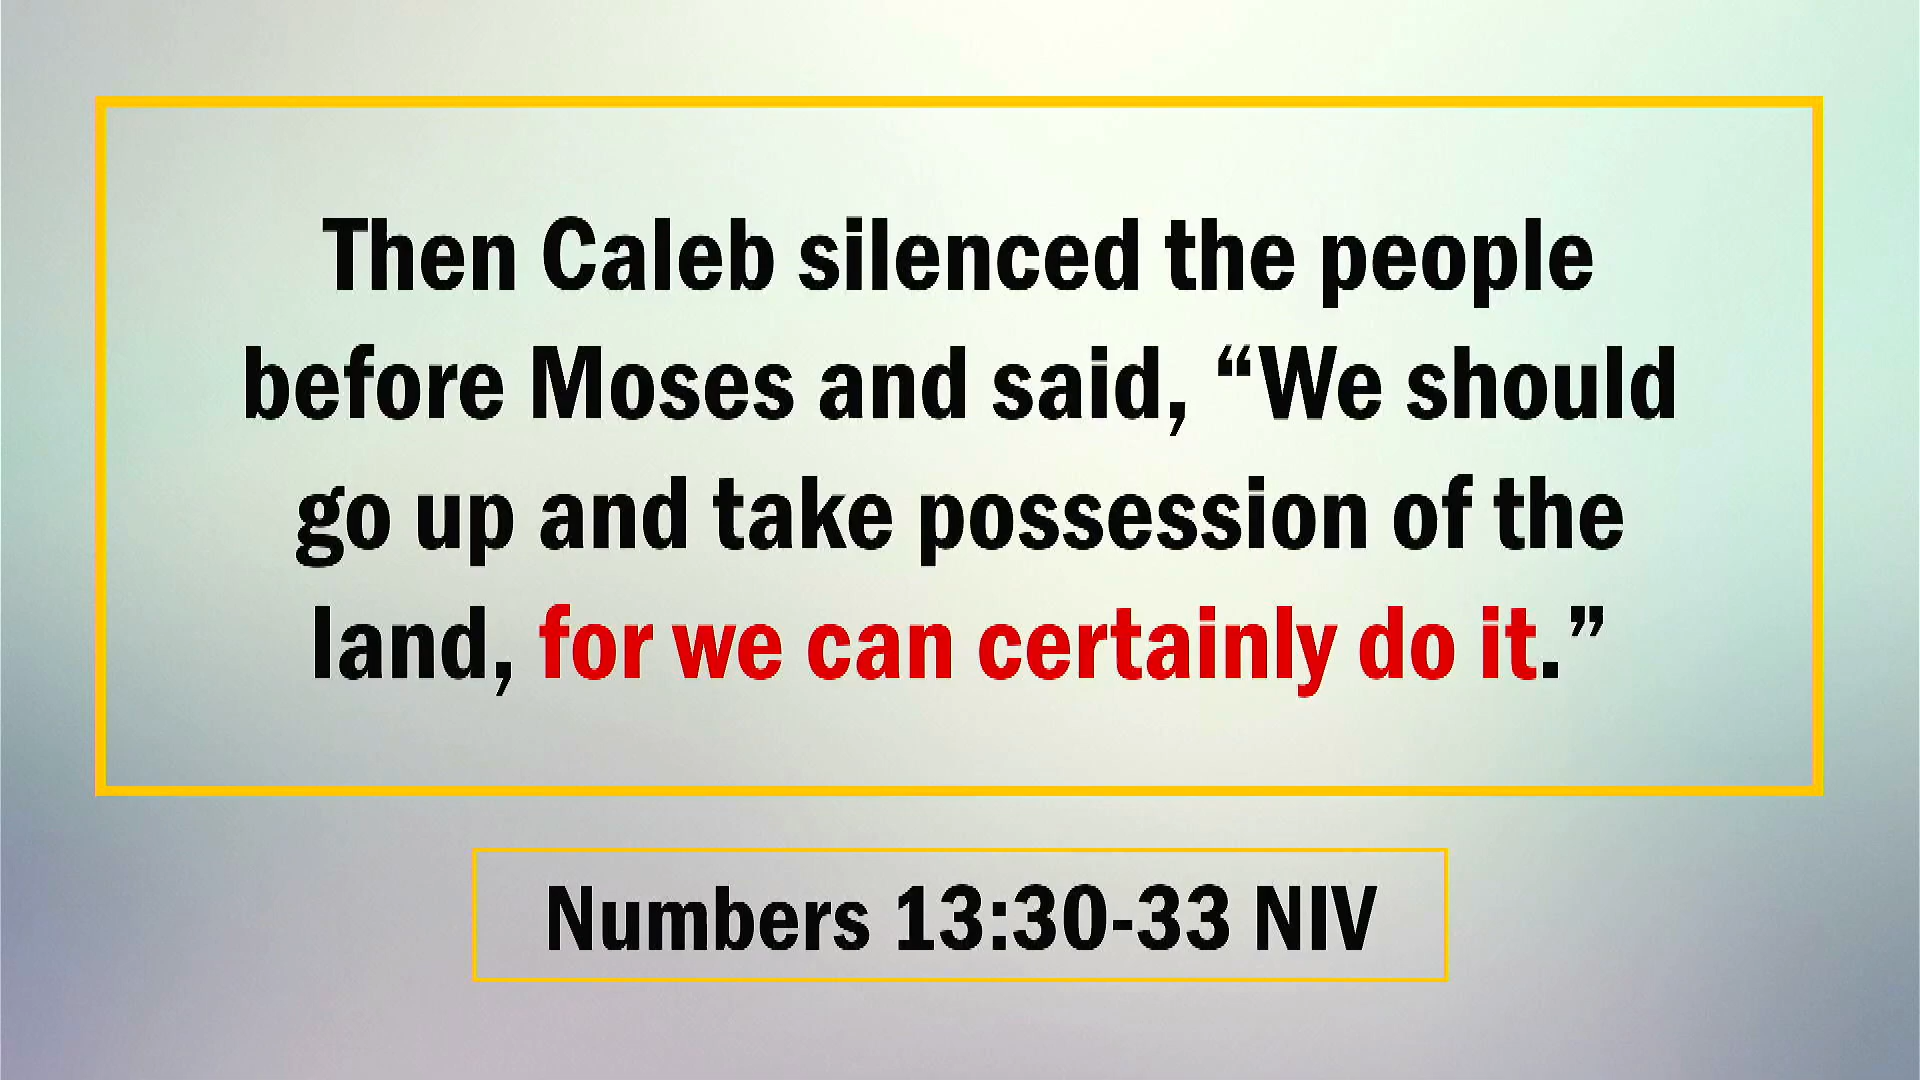 Then Caleb silenced the people
before Moses and said, “We should
go up and take possession of the
land, for we can certainly do it.”
Numbers 13:30-33 NIV